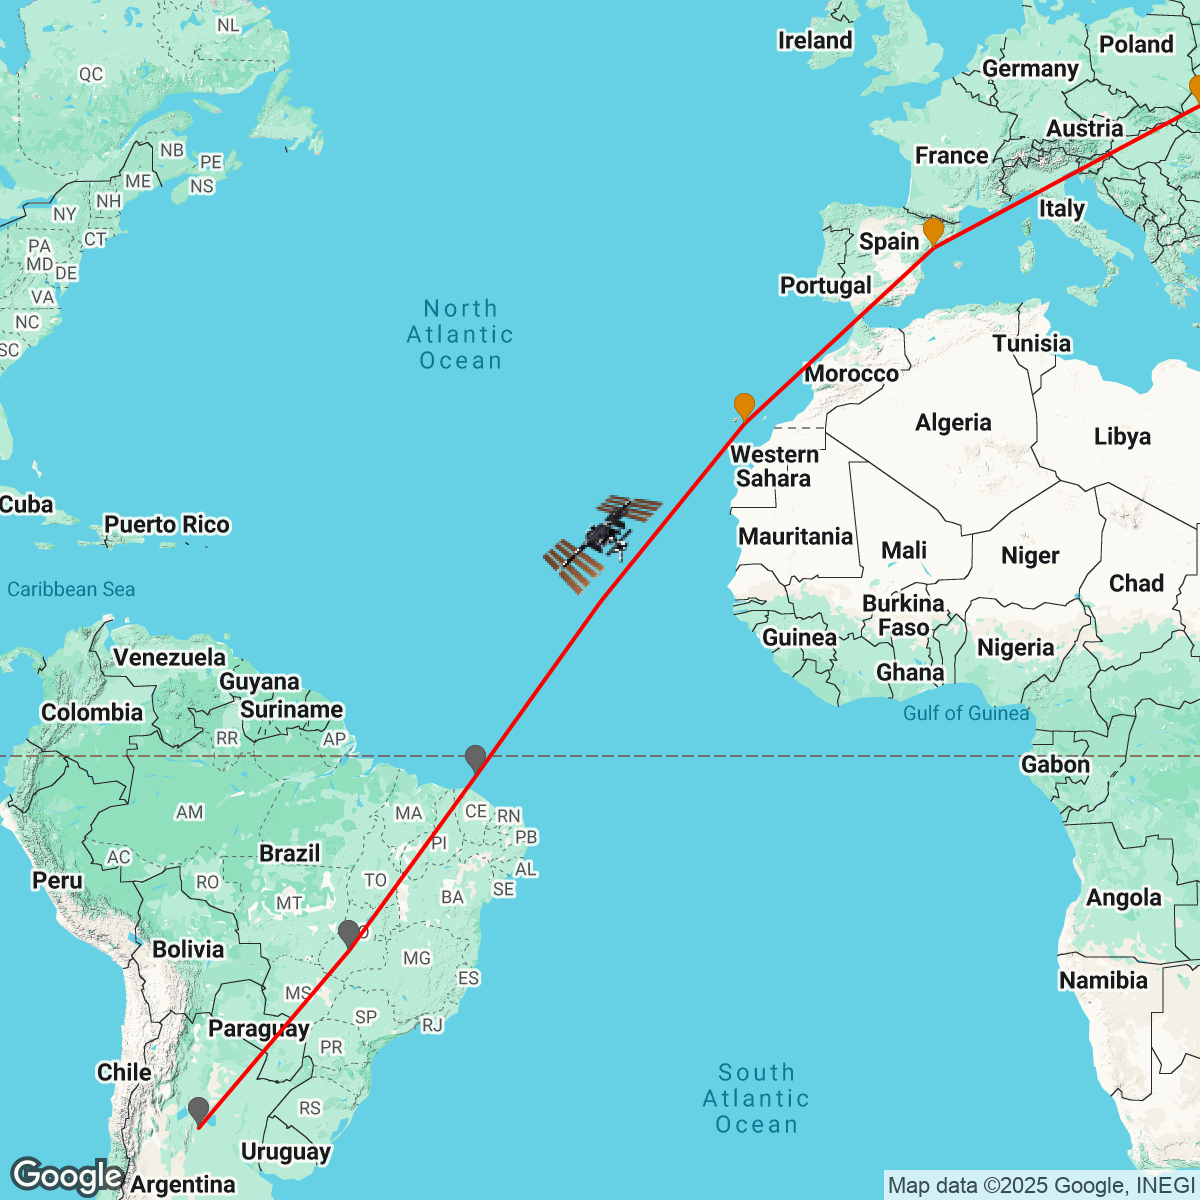 NL
Ireland
Poland
Germany
QC
Austria
NB
France
PE
ME
NS
NH
NY
Italy
CT
PA
Spain
MD
DE
Portugal
VA
North
Atlantic
Ocean
NC
Tunisia
SC
Morocco
Algeria
Libya
Western
Sahara
Cuba
Puerto Rico
Mauritania
Mali
Niger
Chad
Caribbean Sea
Burkina
Faso
Guinea
Nigeria
Venezuela
Ghana
Guyana
Suriname
Colombia
Gulf of Guinea
RR
AP
Gabon
AM
MA
CE
RN
PB
PI
Brazil
AC
AL
Peru
RO
TO
SE
BA
MT
Angola
Bolivia
MG
ES
Namibia
MS
SP
Paraguay
RJ
PR
Chile
South
Atlantic
Ocean
RS
Uruguay
Google
Argentina
Map data ©2025 Google, INEGI